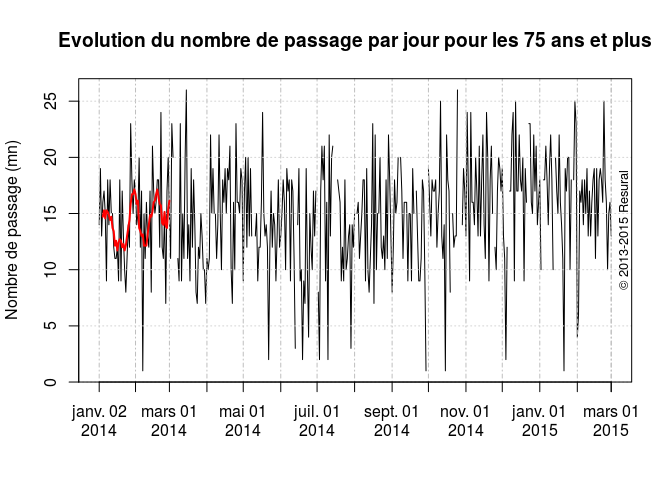 Evolution du nombre de passage par jour pour les 75 ans et plus
Nombre de passage (mn)
25
20
15
10
5
0
janv. 02 2014
mars 01 2014
mai 01 2014
juil. 01 2014
sept. 01 2014
nov. 01 2014
janv. 01 2015
mars 01 2015
© 2013-2015 Resural